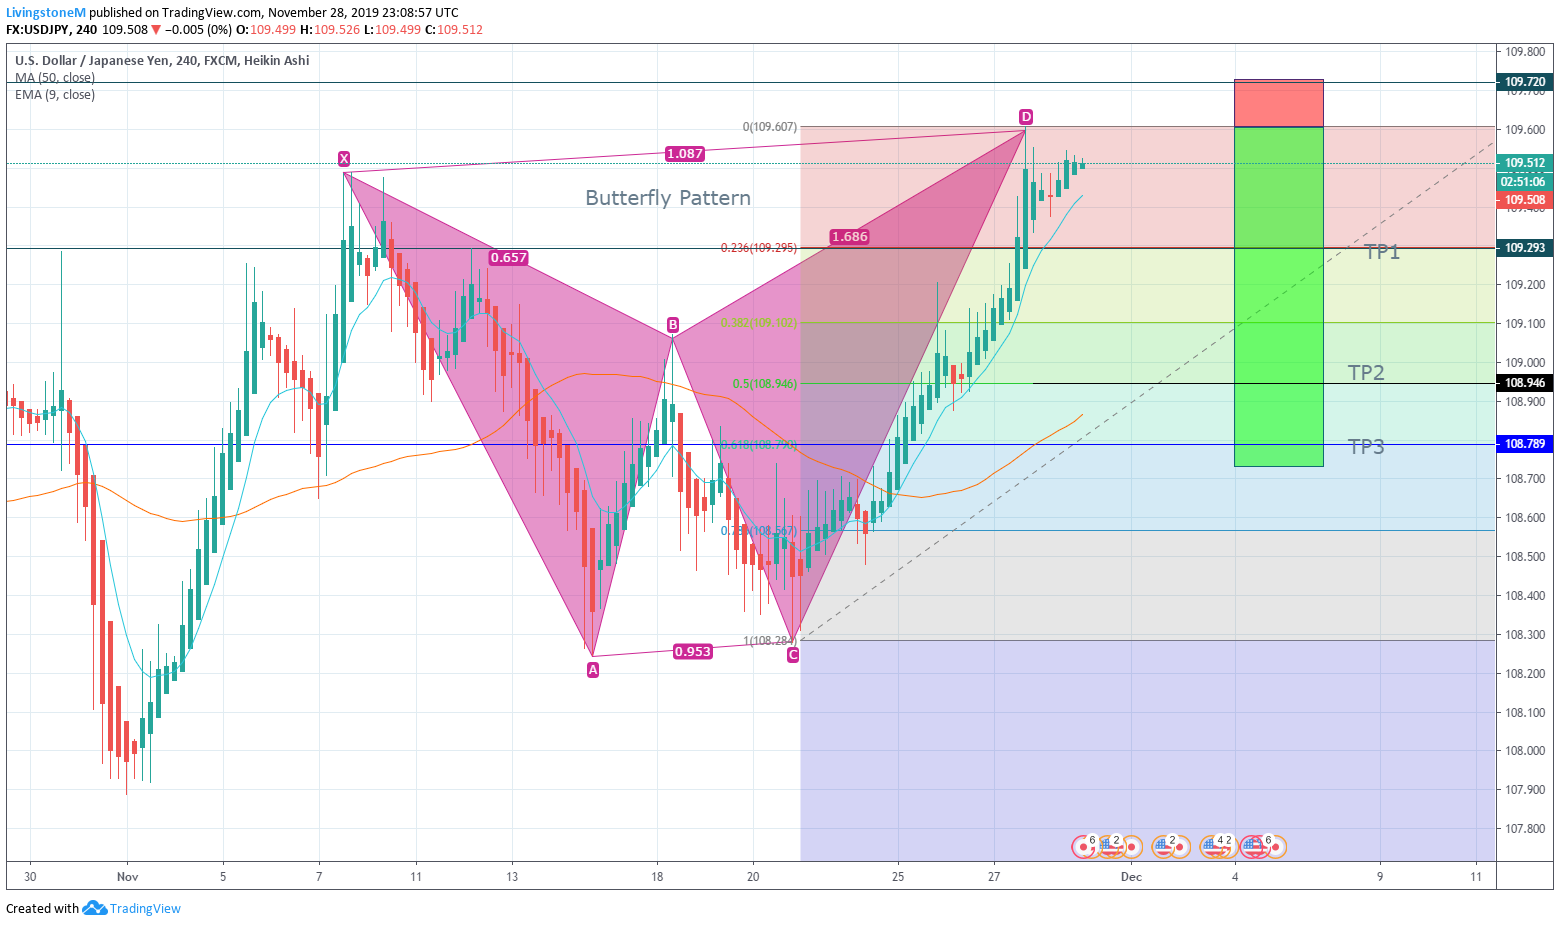 LivingstoneM published on TradingView.com, November 28, 2019 23:08:57 UTC
FX:USDJPY, 240 109.508 ▼ −0.005 (0%) O:109.499 H:109.526 L:109.499 C:109.512
U.S. Dollar / Japanese Yen, 240, FXCM, Heikin Ashi
MA (50, close)
EMA (9, close)
109.800
109.720
109.700
109.600
109.512
02:51:06
109.508
109.400
109.293
109.200
109.100
109.000
108.946
108.900
108.789
108.700
108.600
108.500
108.400
108.300
108.200
108.100
108.000
107.900
107.800
0(109.607)
D
X
1.087
Butterfly Pattern
1.686
0.236(109.295)
TP1
0.657
B
0.382(109.102)
TP2
0.5(108.946)
0.618(108.790)
TP3
0.786(108.567)
1(108.284)
0.953
C
A
6 2 2 4 2 6
30 Nov 5 7 11 13 18 20 25 27 Dec 4 9 11
Created with TradingView